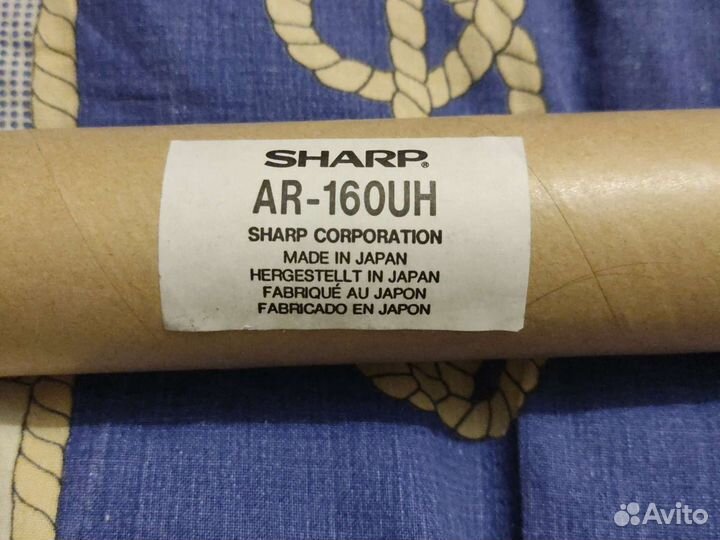 SHARP®
AR-160UH
SHARP CORPORATION
MADE IN JAPAN
HERGESTELLT IN JAPAN
FABRIQUÉ AU JAPON
FABRICADO EN JAPON
Avito